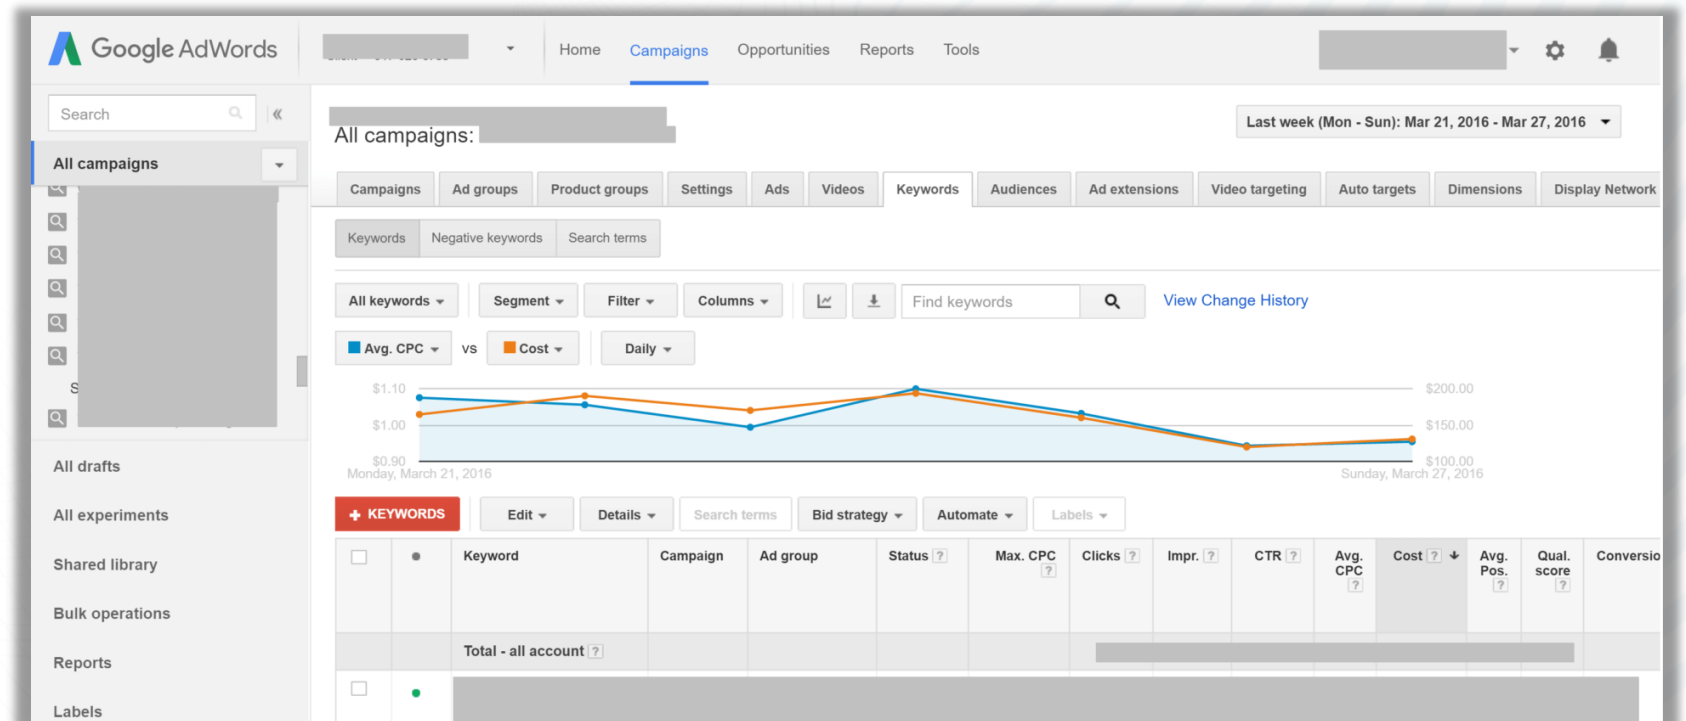 Google AdWords
Home Campaigns Opportunities Reports Tools
Search
All campaigns
All drafts
All experiments
Shared library
Bulk operations
Reports
Labels
All campaigns:
Last week (Mon - Sun): Mar 21, 2016 - Mar 27, 2016
Campaigns Ad groups Product groups Settings Ads Videos Keywords Audiences Ad extensions Video targeting Auto targets Dimensions Display Network
Keywords Negative keywords Search terms
All keywords Segment Filter Columns Find keywords View Change History
Avg. CPC vs Cost Daily
$1.10 $200.00
$1.00 $150.00
$0.90 $100.00
Monday, March 21, 2016 Sunday, March 27, 2016
+ KEYWORDS Edit Details Search terms Bid strategy Automate Labels
Keyword Campaign Ad group Status ? Max. CPC ? Clicks ? Impr. ? CTR ? Avg. CPC ? Cost ? Avg. Pos. ? Qual. score ? Conversio
Total - all account ?